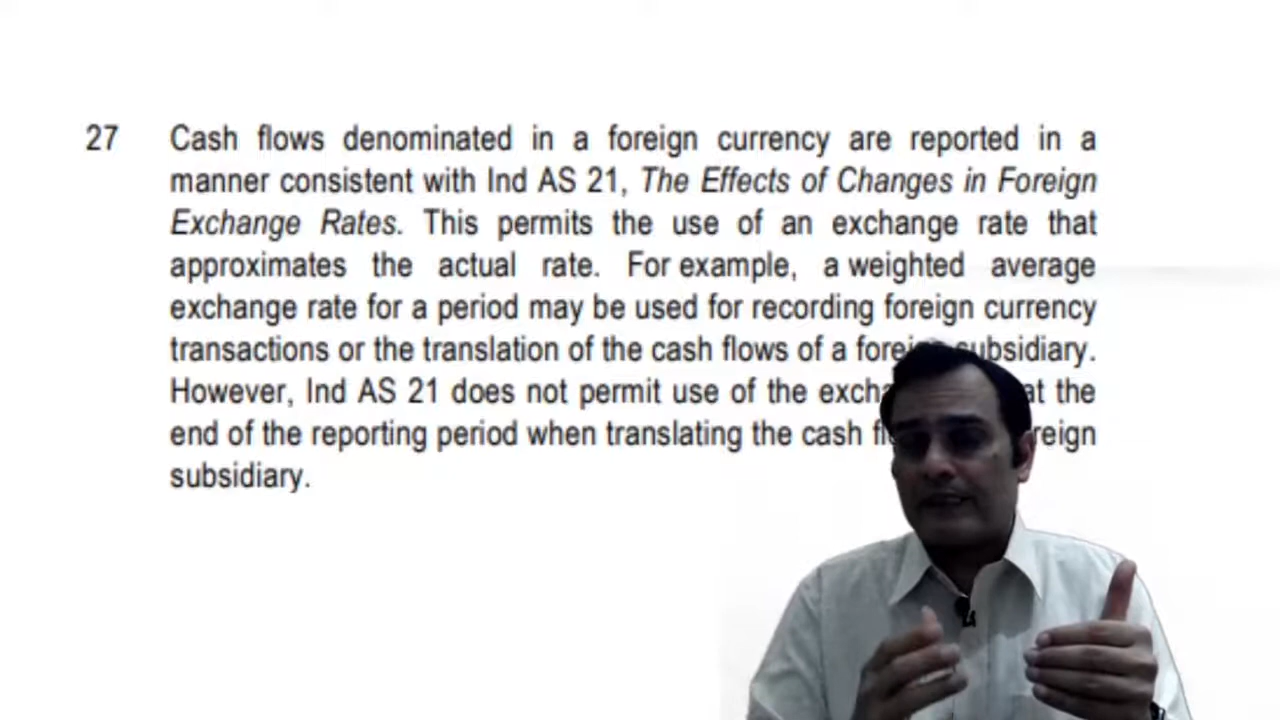 27 Cash flows denominated in a foreign currency are reported in a
manner consistent with Ind AS 21, The Effects of Changes in Foreign
Exchange Rates. This permits the use of an exchange rate that
approximates the actual rate. For example, a weighted average
exchange rate for a period may be used for recording foreign currency
transactions or the translation of the cash flows of a foreign subsidiary.
However, Ind AS 21 does not permit use of the at the
end of the reporting period when translating the cash
subsidiary.